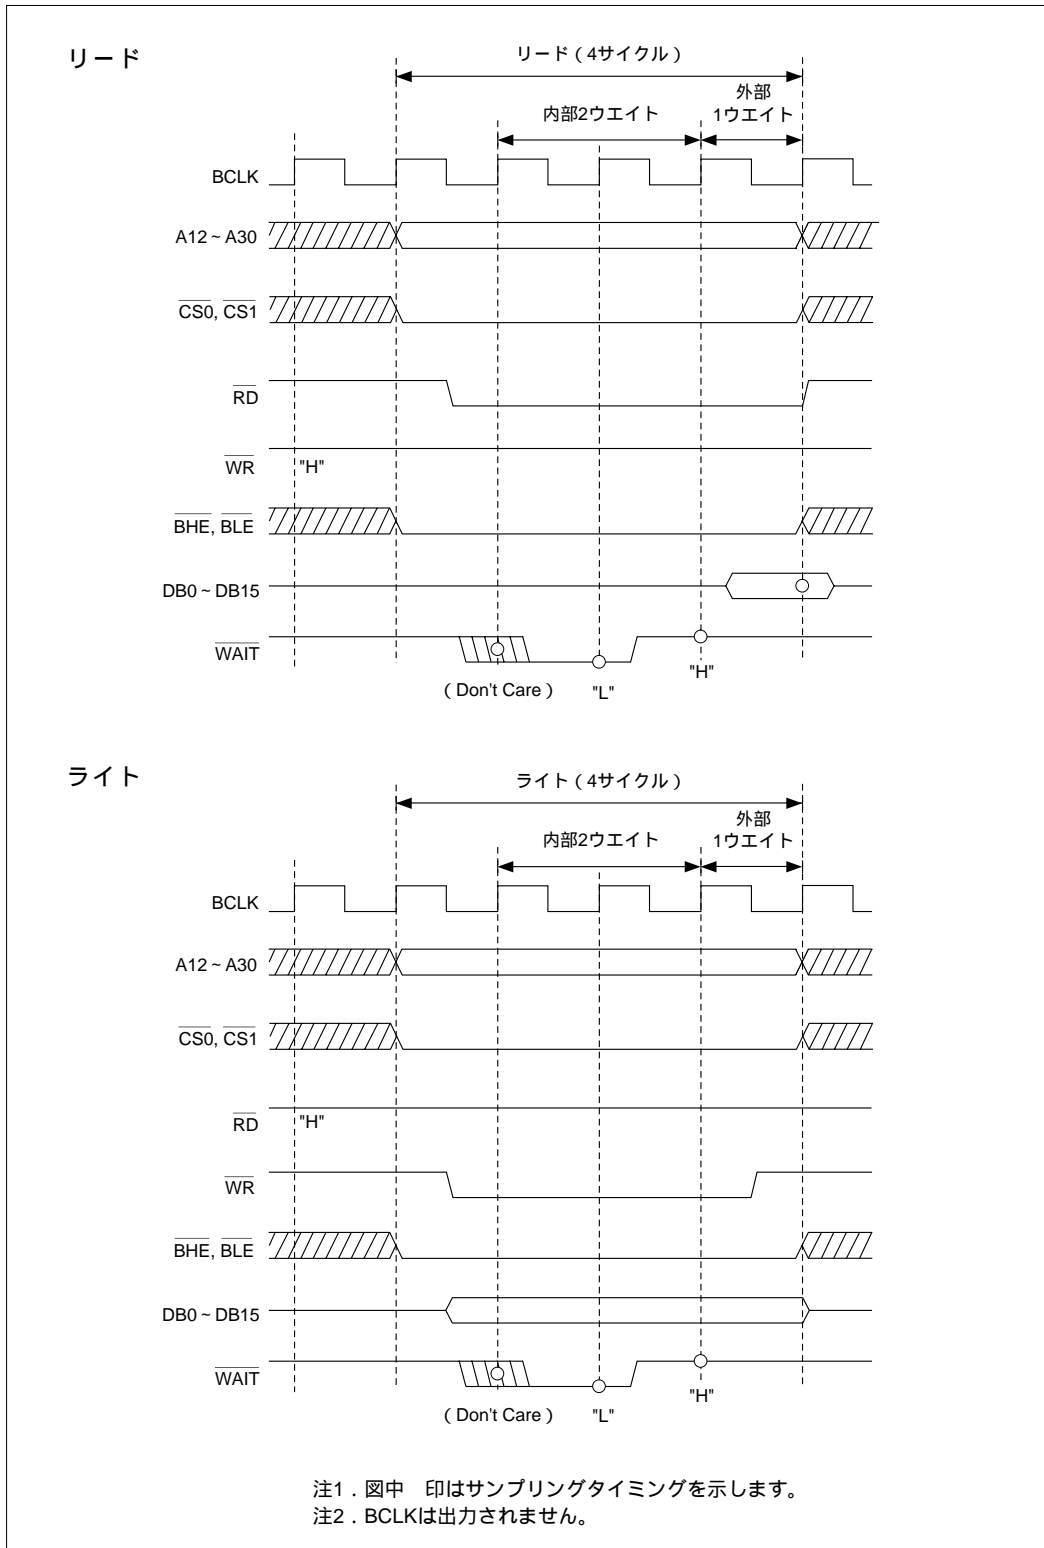 リード
リード（4サイクル）
外部
内部2ウエイト
1ウエイト
BCLK
A12～A30
CS0, CS1
RD
WR
"H"
BHE, BLE
DB0～DB15
WAIT
（Don't Care）
"L"
"H"
ライト
ライト（4サイクル）
外部
内部2ウエイト
1ウエイト
BCLK
A12～A30
CS0, CS1
RD
"H"
WR
BHE, BLE
DB0～DB15
WAIT
（Don't Care）
"L"
"H"
注1．図中　印はサンプリングタイミングを示します。
注2．BCLKは出力されません。